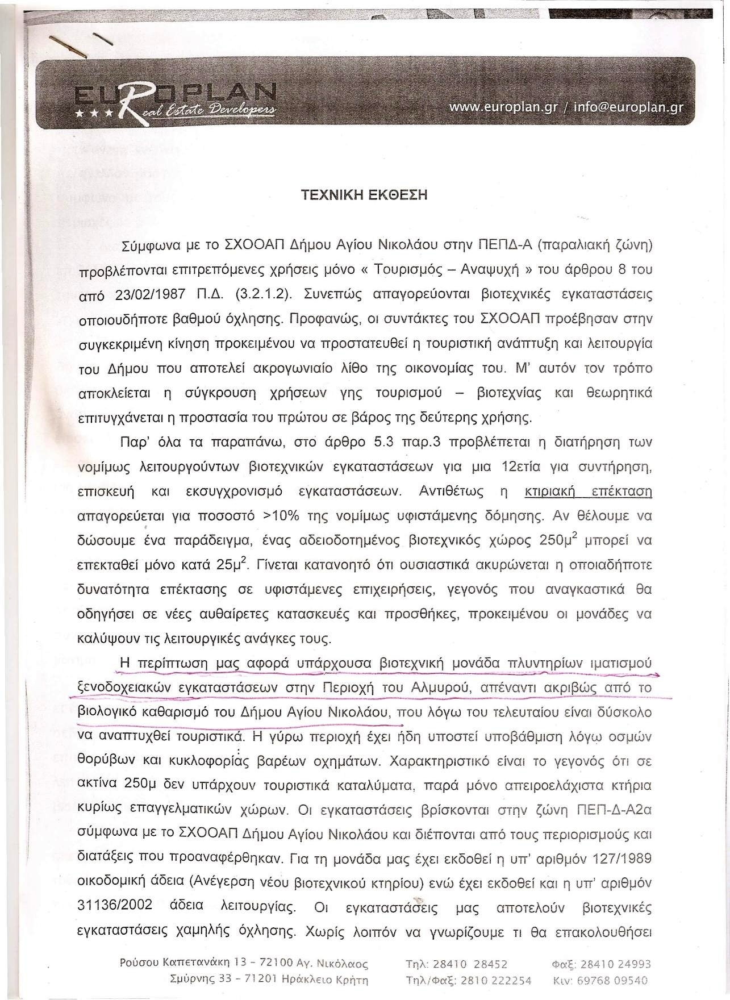 EUROPLAN
Real Estate Developers
www.europlan.gr / info@europlan.gr
ΤΕΧΝΙΚΗ ΕΚΘΕΣΗ
Σύμφωνα με το ΣΧΟΟΑΠ Δήμου Αγίου Νικολάου στην ΠΕΠΔ-Α (παραλιακή ζώνη)
προβλέπονται επιτρεπόμενες χρήσεις μόνο « Τουρισμός – Αναψυχή » του άρθρου 8 του
από 23/02/1987 Π.Δ. (3.2.1.2). Συνεπώς απαγορεύονται βιοτεχνικές εγκαταστάσεις
οποιουδήποτε βαθμού όχλησης. Προφανώς, οι συντάκτες του ΣΧΟΟΑΠ προέβησαν στην
συγκεκριμένη κίνηση προκειμένου να προστατευθεί η τουριστική ανάπτυξη και λειτουργία
του Δήμου που αποτελεί ακρογωνιαίο λίθο της οικονομίας του. Μ' αυτόν τον τρόπο
αποκλείεται η σύγκρουση χρήσεων γης τουρισμού – βιοτεχνίας και θεωρητικά
επιτυγχάνεται η προστασία του πρώτου σε βάρος της δεύτερης χρήσης.
Παρ' όλα τα παραπάνω, στο άρθρο 5.3 παρ.3 προβλέπεται η διατήρηση των
νομίμως λειτουργούντων βιοτεχνικών εγκαταστάσεων για μια 12ετία για συντήρηση,
επισκευή και εκσυγχρονισμό εγκαταστάσεων. Αντιθέτως η κτιριακή επέκταση
απαγορεύεται για ποσοστό >10% της νομίμως υφιστάμενης δόμησης. Αν θέλουμε να
δώσουμε ένα παράδειγμα, ένας αδειοδοτημένος βιοτεχνικός χώρος 250μ² μπορεί να
επεκταθεί μόνο κατά 25μ². Γίνεται κατανοητό ότι ουσιαστικά ακυρώνεται η οποιαδήποτε
δυνατότητα επέκτασης σε υφιστάμενες επιχειρήσεις, γεγονός που αναγκαστικά θα
οδηγήσει σε νέες αυθαίρετες κατασκευές και προσθήκες, προκειμένου οι μονάδες να
καλύψουν τις λειτουργικές ανάγκες τους.
Η περίπτωση μας αφορά υπάρχουσα βιοτεχνική μονάδα πλυντηρίων ιματισμού
ξενοδοχειακών εγκαταστάσεων στην Περιοχή του Αλμυρού, απέναντι ακριβώς από το
βιολογικό καθαρισμό του Δήμου Αγίου Νικολάου, που λόγω του τελευταίου είναι δύσκολο
να αναπτυχθεί τουριστικά. Η γύρω περιοχή έχει ήδη υποστεί υποβάθμιση λόγω οσμών
θορύβων και κυκλοφορίας βαρέων οχημάτων. Χαρακτηριστικό είναι το γεγονός ότι σε
ακτίνα 250μ δεν υπάρχουν τουριστικά καταλύματα, παρά μόνο απειροελάχιστα κτήρια
κυρίως επαγγελματικών χώρων. Οι εγκαταστάσεις βρίσκονται στην ζώνη ΠΕΠ-Δ-Α2α
σύμφωνα με το ΣΧΟΟΑΠ Δήμου Αγίου Νικολάου και διέπονται από τους περιορισμούς και
διατάξεις που προαναφέρθηκαν. Για τη μονάδα μας έχει εκδοθεί η υπ' αριθμόν 127/1989
οικοδομική άδεια (Ανέγερση νέου βιοτεχνικού κτηρίου) ενώ έχει εκδοθεί και η υπ' αριθμόν
31136/2002 άδεια λειτουργίας. Οι εγκαταστάσεις μας αποτελούν βιοτεχνικές
εγκαταστάσεις χαμηλής όχλησης. Χωρίς λοιπόν να γνωρίζουμε τι θα επακολουθήσει
Ρούσου Καπετανάκη 13 - 72100 Αγ. Νικόλαος Τηλ: 28410 28452 Φαξ: 28410 24993
Σμύρνης 33 - 71201 Ηράκλειο Κρήτη Τηλ/Φαξ: 2810 222254 Κιν: 69768 09540